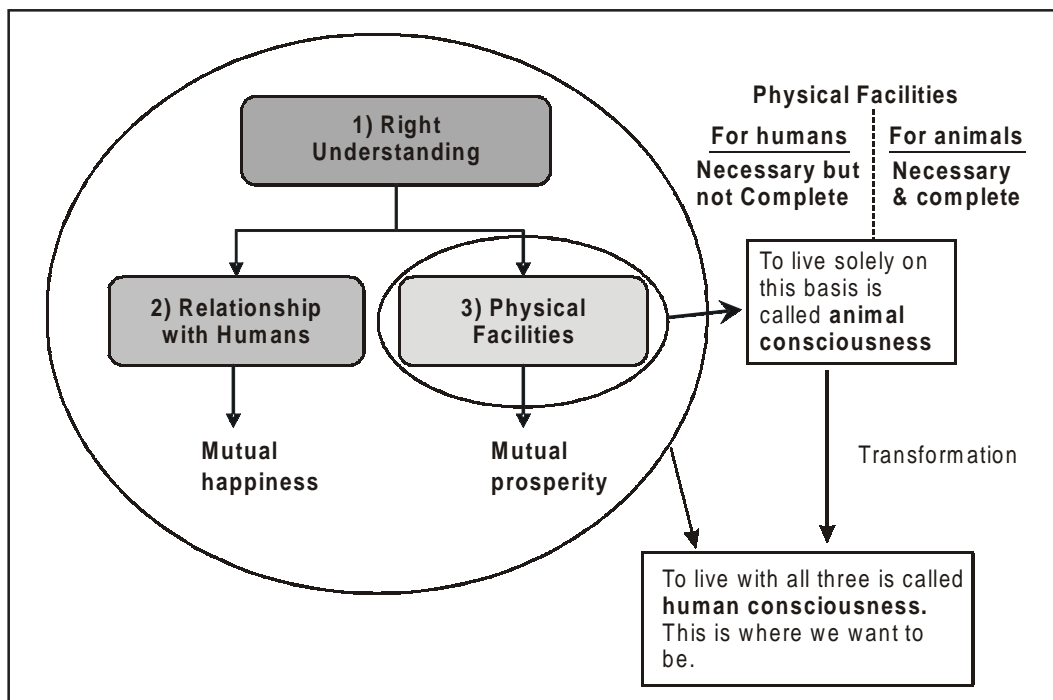 1) Right
Understanding
2) Relationship
with Humans
3) Physical
Facilities
Mutual
happiness
Mutual
prosperity
Physical Facilities
For humans
Necessary but
not Complete
For animals
Necessary
& complete
To live solely on
this basis is
called animal
consciousness
Transformation
To live with all three is called
human consciousness.
This is where we want to
be.